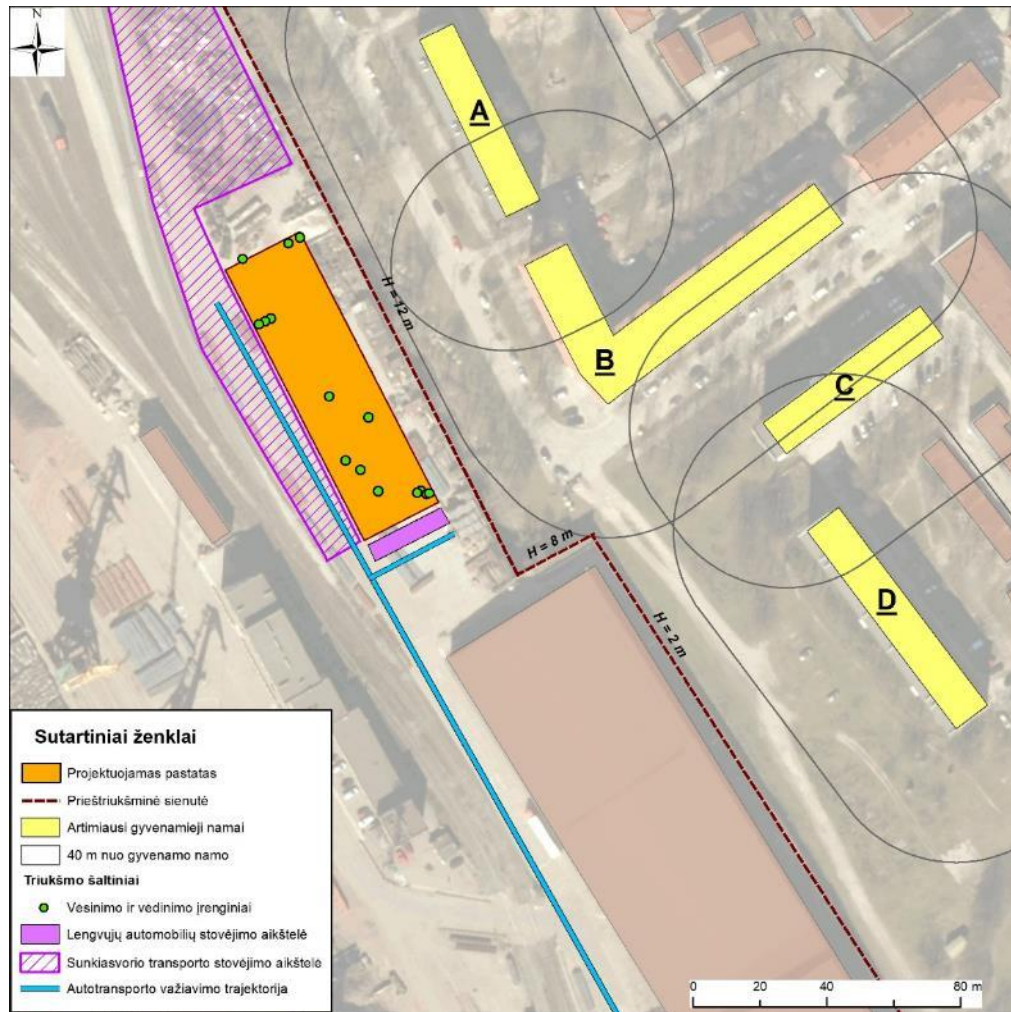 N
A
H = 12 m
B
C
H = 8 m
D
H = 2 m
Sutartiniai ženklai
Projektuojamas pastatas
Prieštriukšminė sienutė
Artimiausi gyvenamieji namai
40 m nuo gyvenamo namo
Triukšmo šaltiniai
Vėsinimo ir vėdinimo įrenginiai
Lengvųjų automobilių stovėjimo aikštelė
Sunkiasvorio transporto stovėjimo aikštelė
Autotransporto važiavimo trajektorija
0 20 40 60 80 m